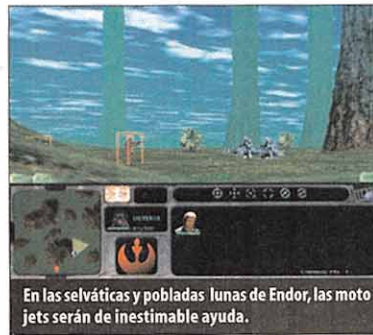 En las selváticas y pobladas lunas de Endor, las moto
jets serán de inestimable ayuda.